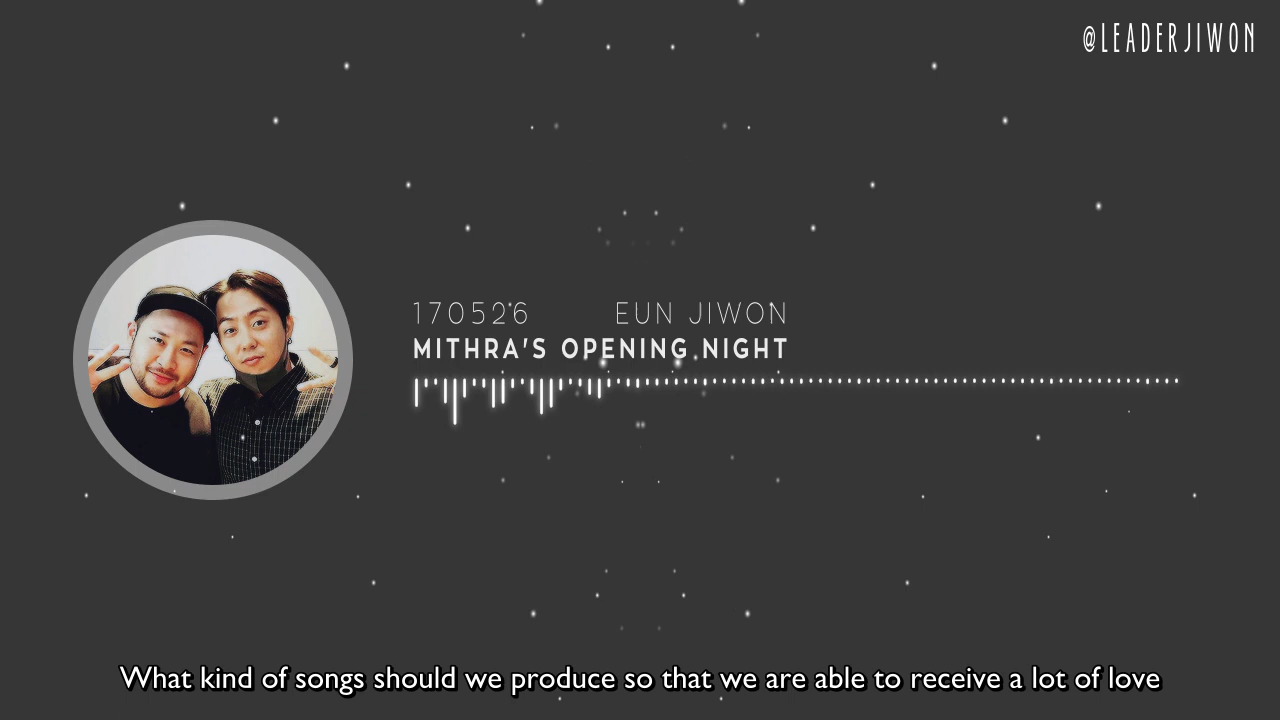 @LEADERJIWON
170526 EUN JIWON
MITHRA'S OPENING NIGHT
What kind of songs should we produce so that we are able to receive a lot of love